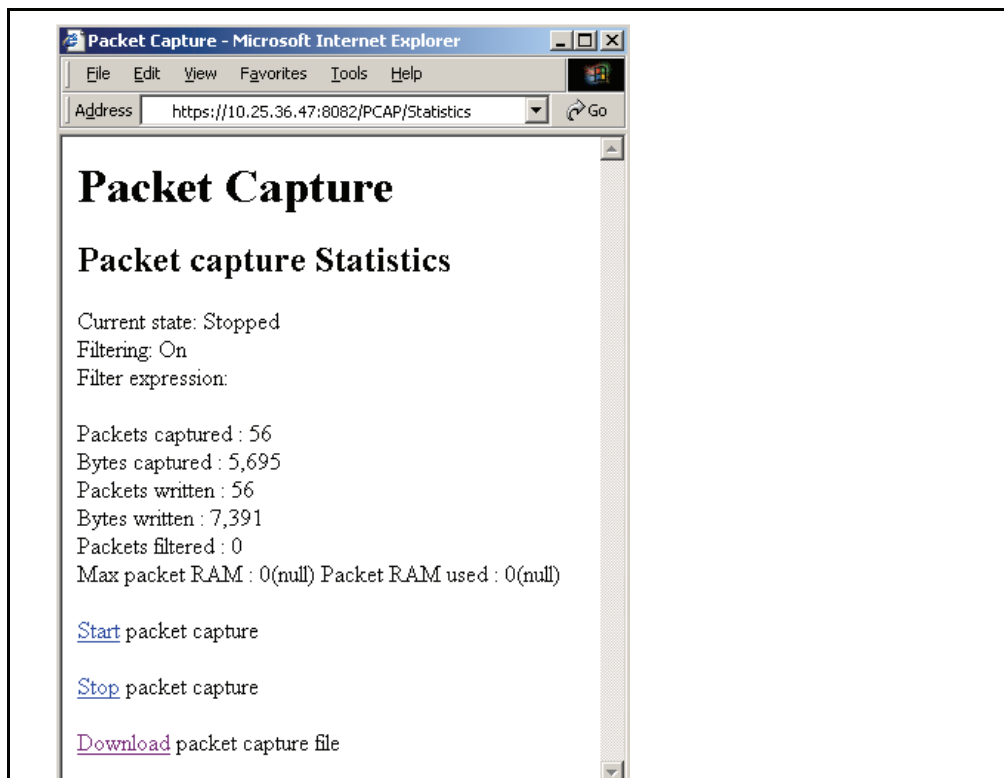 Packet Capture - Microsoft Internet Explorer
File Edit View Favorites Tools Help
Address https://10.25.36.47:8082/PCAP/Statistics Go
Packet Capture
Packet capture Statistics
Current state: Stopped
Filtering: On
Filter expression:
Packets captured : 56
Bytes captured : 5,695
Packets written : 56
Bytes written : 7,391
Packets filtered : 0
Max packet RAM : 0(null) Packet RAM used : 0(null)
Start packet capture
Stop packet capture
Download packet capture file